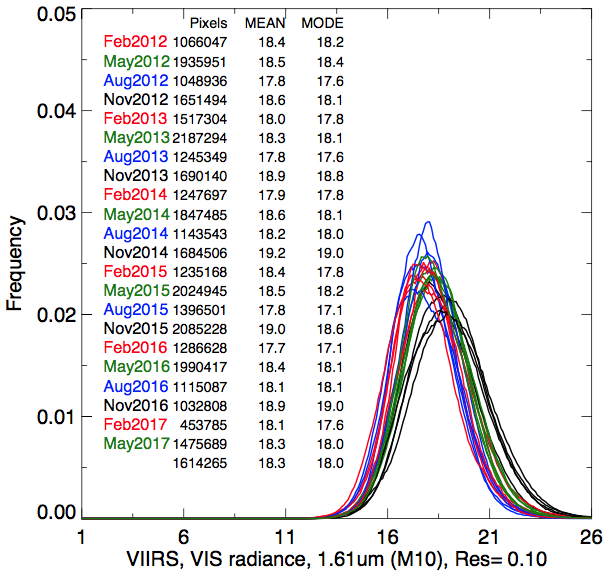 0.05
0.04
0.03
0.02
0.01
0.00
Frequency
Pixels MEAN MODE
Feb2012 1066047 18.4 18.2
May2012 1935951 18.5 18.4
Aug2012 1048936 17.8 17.6
Nov2012 1651494 18.6 18.1
Feb2013 1517304 18.0 17.8
May2013 2187294 18.3 18.1
Aug2013 1245349 17.8 17.6
Nov2013 1690140 18.9 18.8
Feb2014 1247697 17.9 17.8
May2014 1847485 18.6 18.1
Aug2014 1143543 18.2 18.0
Nov2014 1684506 19.2 19.0
Feb2015 1235168 18.4 17.8
May2015 2024945 18.5 18.2
Aug2015 1396501 17.8 17.1
Nov2015 2085228 19.0 18.6
Feb2016 1286628 17.7 17.1
May2016 1990417 18.4 18.1
Aug2016 1115087 18.1 18.1
Nov2016 1032808 18.9 19.0
Feb2017 453785 18.1 17.6
May2017 1475689 18.3 18.0
1614265 18.3 18.0
1 6 11 16 21 26
VIIRS, VIS radiance, 1.61um (M10), Res= 0.10